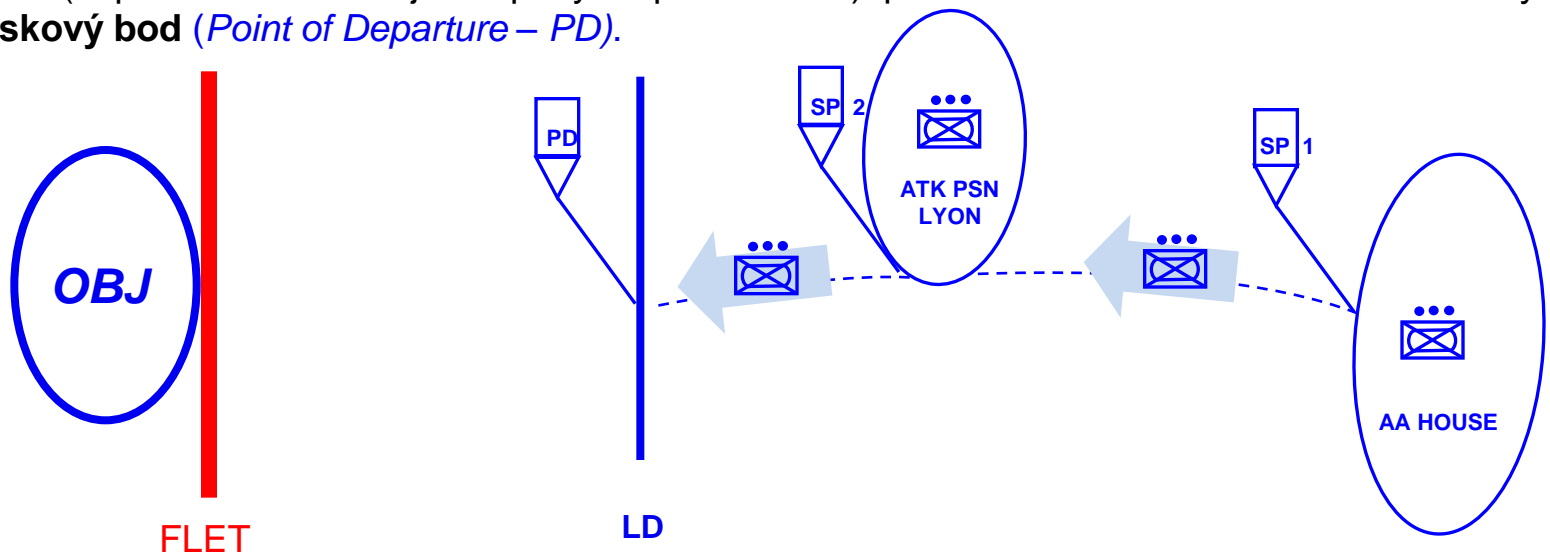 skový bod (Point of Departure – PD).
SP 2
PD
SP 1
ATK PSN
LYON
OBJ
AA HOUSE
LD
FLET